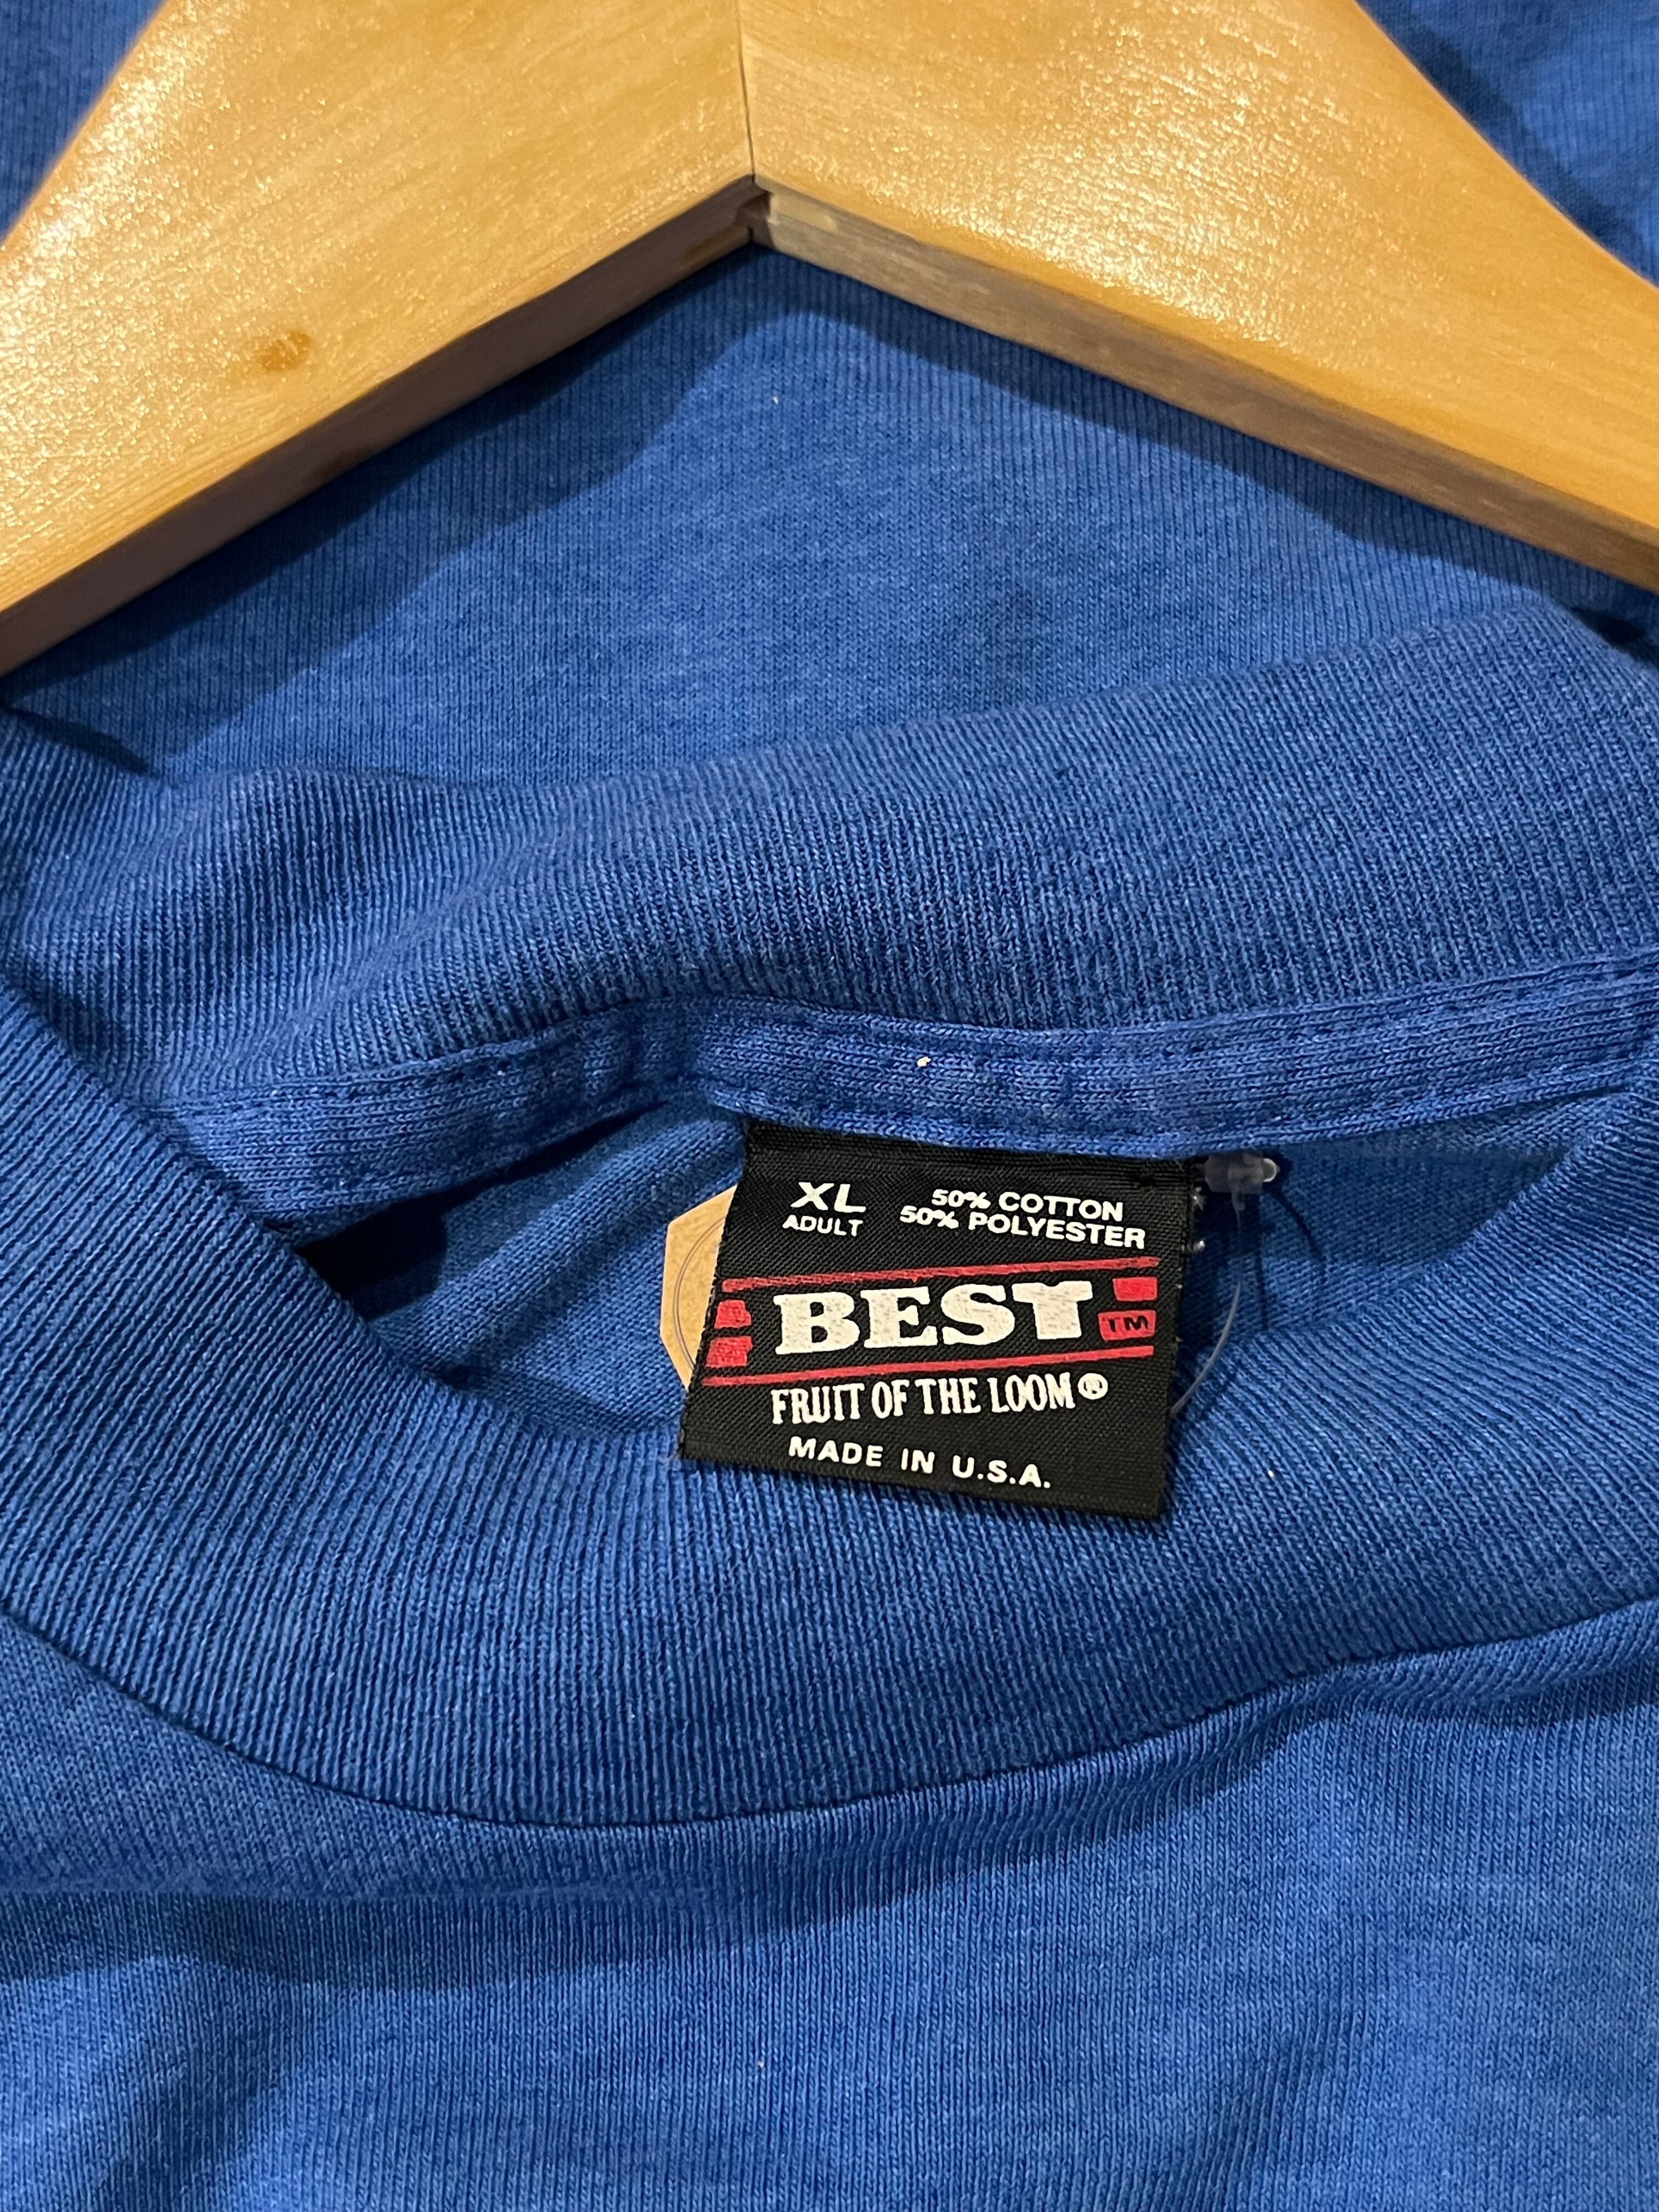 XL
ADULT
50% COTTON
50% POLYESTER
BEST
TM
FRUIT OF THE LOOM®
MADE IN U.S.A.